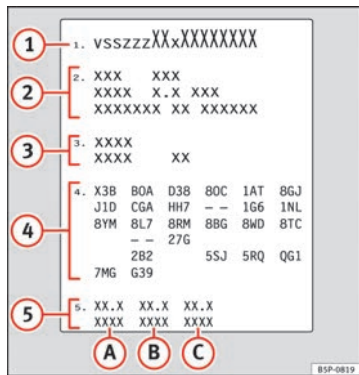 1
1. VSSZZZXXxXXXXXXXX
2
2. XXX XXX
XXXX X.X XXX
XXXXXXX XX XXXXXX
3
3. XXXX
XXXX XX
4
4. X3B B0A D38 80C 1AT 8GJ
J1D CGA HH7 – – 1G6 1NL
8YM 8L7 8RM 8BG 8WD 8TC
– – 27G
2B2 5SJ 5RQ QG1
7MG G39
5
5. XX.X XX.X XX.X
XXXX XXXX XXXX
A B C
B5P-0819